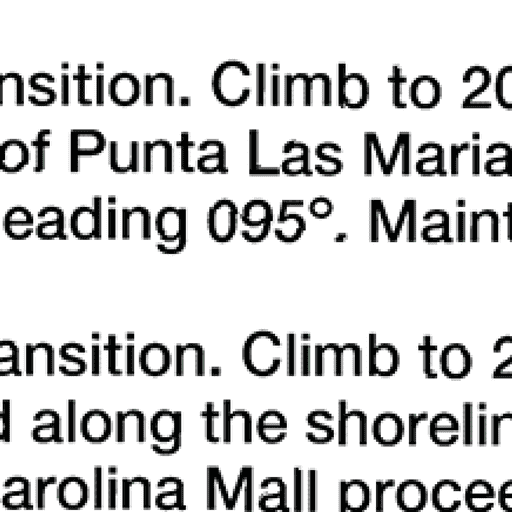 nsition. Climb to 20
of Punta Las Maria
eading 095°. Maint
ansition. Climb to 2
d along the shorelin
arolina Mall procee